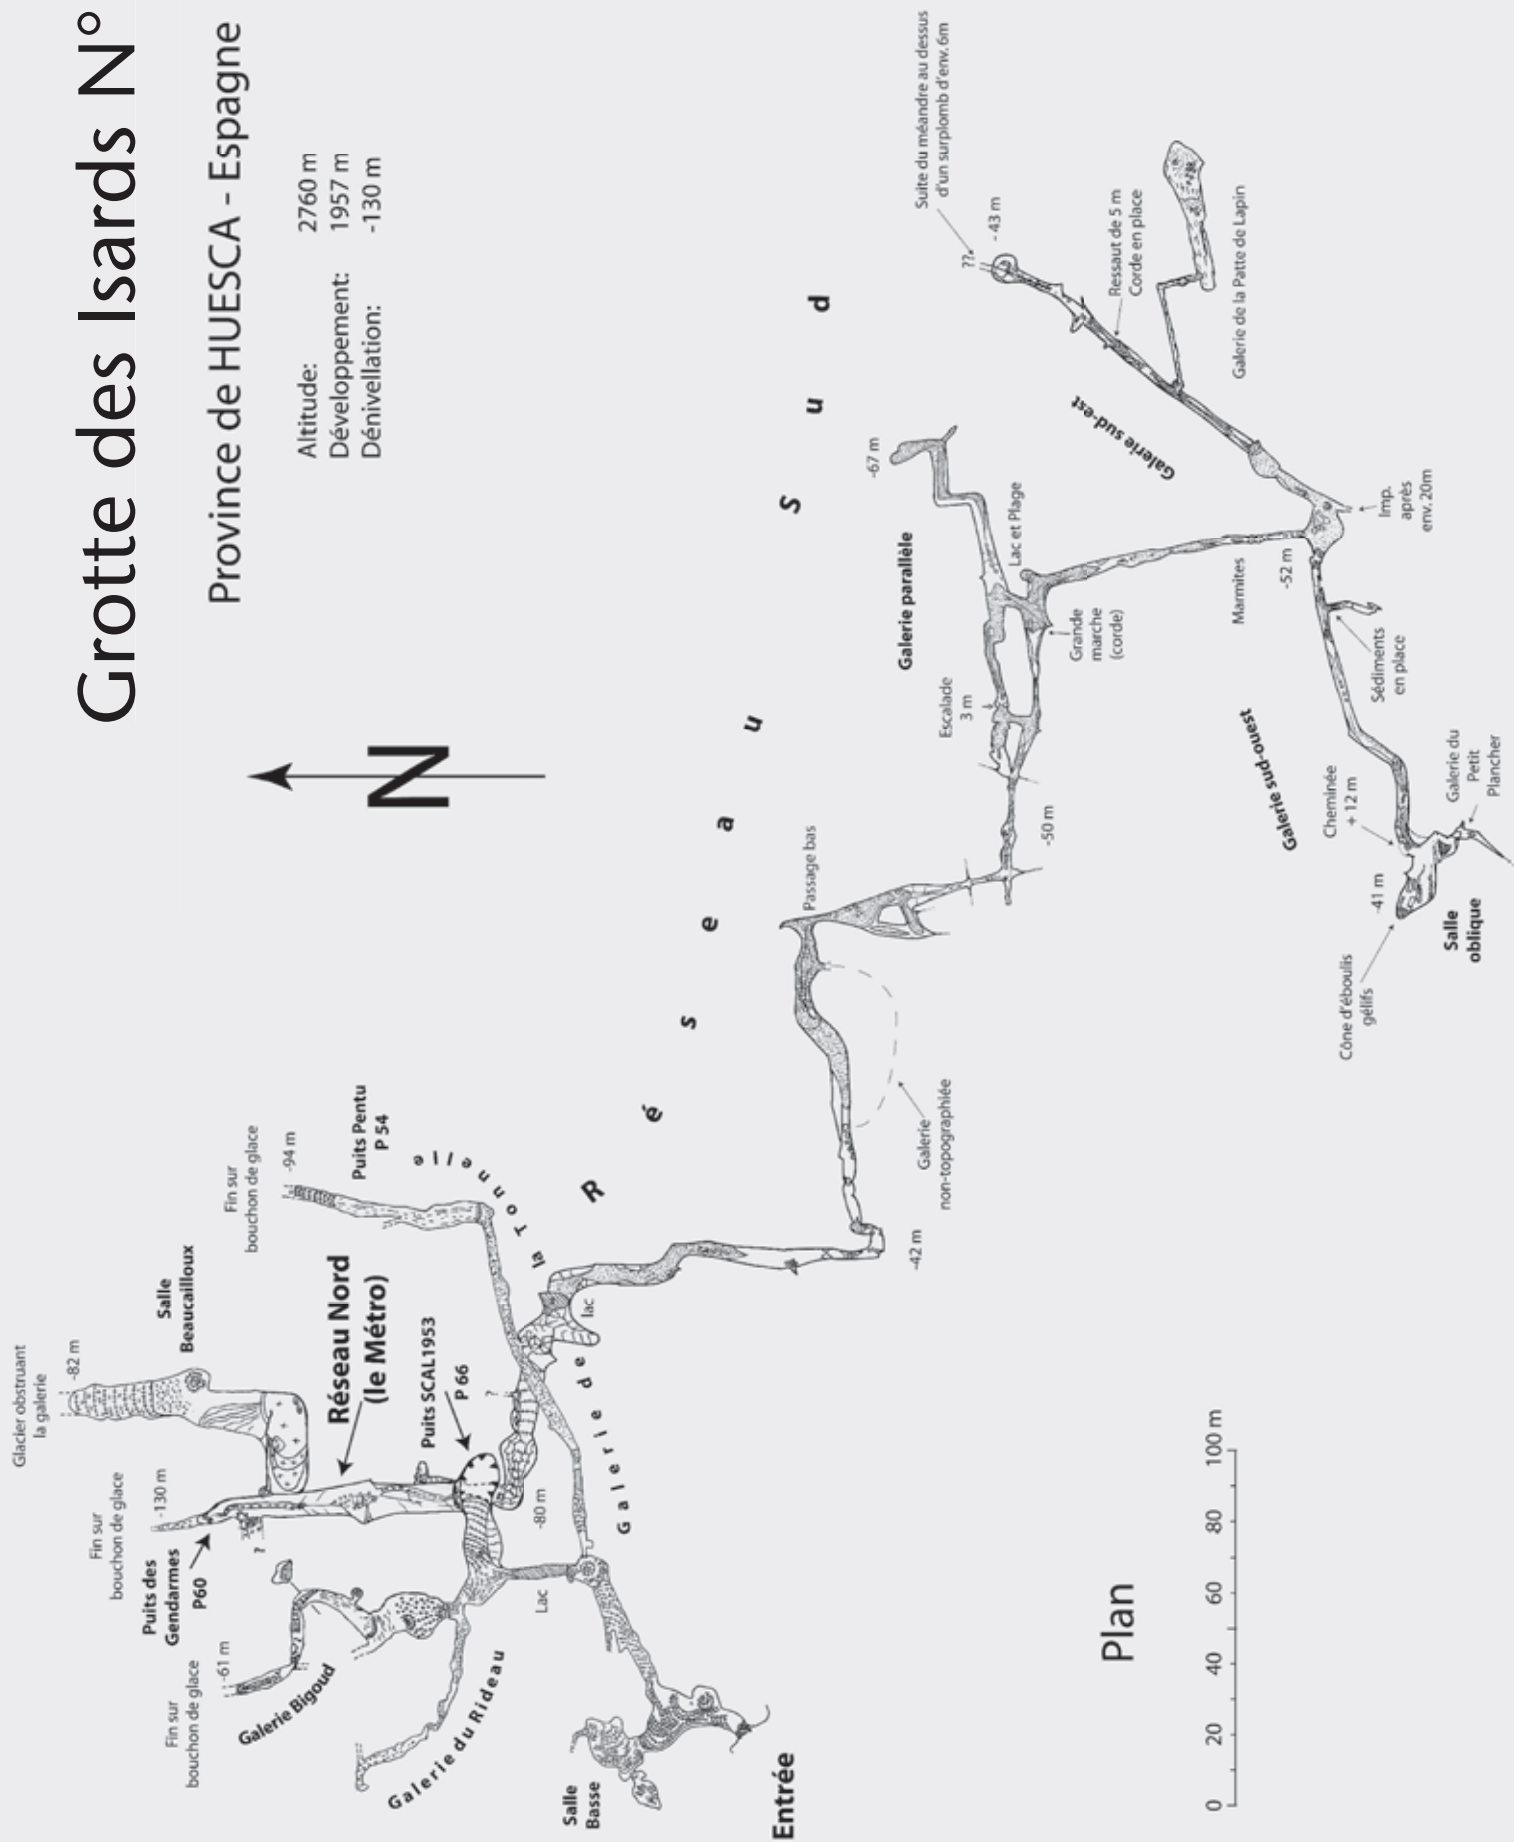 Grotte des Isards N°
Province de HUESCA - Espagne
Altitude: 2760 m
Développement: 1957 m
Dénivellation: -130 m
N
Glacier obstruant
la galerie
-82 m
Salle
Beaucailloux
Fin sur
bouchon de glace
-130 m
Puits des
Gendarmes
P60
?
Fin sur
bouchon de glace
-61 m
Galerie Bigoud
Galerie du Rideau
Réseau Nord
(le Métro)
Puits SCAL1953
P 66
?
-80 m
Lac
Fin sur
bouchon de glace
-94 m
Puits Pentu
P 54
Galerie de la Tonnelle
lac
Salle
Basse
Entrée
Réseau Sud
-42 m
Galerie
non-topographiée
Passage bas
-50 m
Escalade
3 m
Galerie parallèle
-67 m
Lac et Plage
Grande
marche
(corde)
Marmites
-52 m
Suite du méandre au dessus
d'un surplomb d'env. 6m
??
- 43 m
Ressaut de 5 m
Corde en place
Galerie de la Patte de Lapin
Galerie sud-est
Imp.
après
env. 20m
Sédiments
en place
Galerie sud-ouest
Cheminée
+ 12 m
Galerie du
Petit
Plancher
-41 m
Salle
oblique
Cône d'éboulis
gélifs
Plan
0 20 40 60 80 100 m